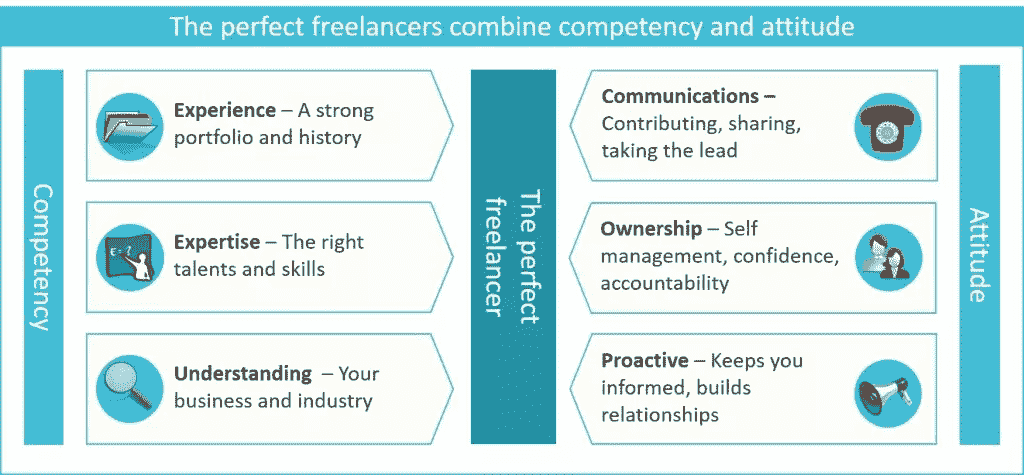 The perfect freelancers combine competency and attitude
Competency
Experience – A strong
portfolio and history
Expertise – The right
talents and skills
Understanding – Your
business and industry
The perfect
freelancer
Communications –
Contributing, sharing,
taking the lead
Ownership – Self
management, confidence,
accountability
Proactive – Keeps you
informed, builds
relationships
Attitude